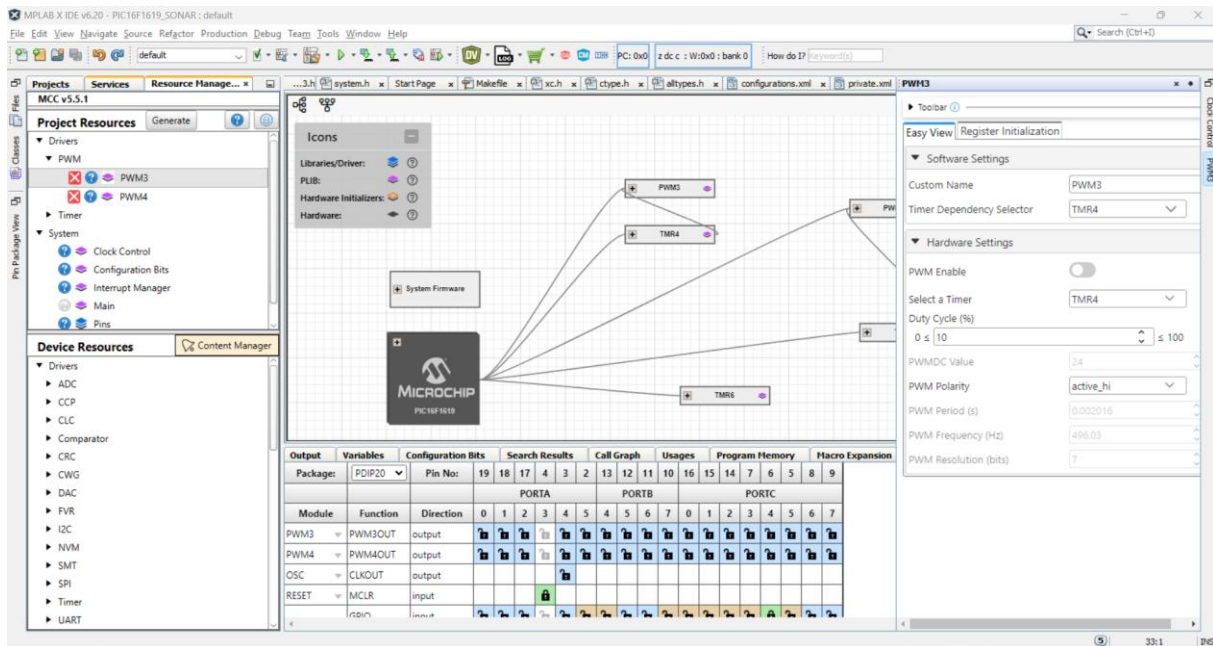 MPLAB X IDE v6.20 - PIC16F1619_SONAR : default
File Edit View Navigate Source Refactor Production Debug Team Tools Window Help
Search (Ctrl+I)
default
PC: 0x0
z dc c : W:0x0 : bank 0
How do I?
Keyword(s)
Projects Services Resource Manage...
...3.h system.h Start Page Makefile xc.h ctype.h alltypes.h configurations.xml private.xml
PWM3
Files
Classes
Pin Package View
Clock Control
PWM3
MCC v5.5.1
Project Resources Generate
Drivers
PWM
PWM3
PWM4
Timer
System
Clock Control
Configuration Bits
Interrupt Manager
Main
Pins
Device Resources Content Manager
Drivers
ADC
CCP
CLC
Comparator
CRC
CWG
DAC
FVR
I2C
NVM
SMT
SPI
Timer
UART
Icons
Libraries/Driver:
PLIB:
Hardware Initializers:
Hardware:
PWM3
TMR4
System Firmware
MICROCHIP
PIC16F1619
TMR6
Output Variables Configuration Bits Search Results Call Graph Usages Program Memory Macro Expansion
Package: PDIP20 Pin No: 19 18 17 4 3 2 13 12 11 10 16 15 14 7 6 5 8 9
PORTA PORTB PORTC
Module Function Direction 0 1 2 3 4 5 4 5 6 7 0 1 2 3 4 5 6 7
PWM3 PWM3OUT output
PWM4 PWM4OUT output
OSC CLKOUT output
RESET MCLR input
GPIO input
Toolbar
Easy View Register Initialization
Software Settings
Custom Name PWM3
Timer Dependency Selector TMR4
Hardware Settings
PWM Enable
Select a Timer TMR4
Duty Cycle (%)
0 ≤ 10 ≤ 100
PWMDC Value 24
PWM Polarity active_hi
PWM Period (s) 0.002016
PWM Frequency (Hz) 496.03
PWM Resolution (bits) 7
5 33:1 INS